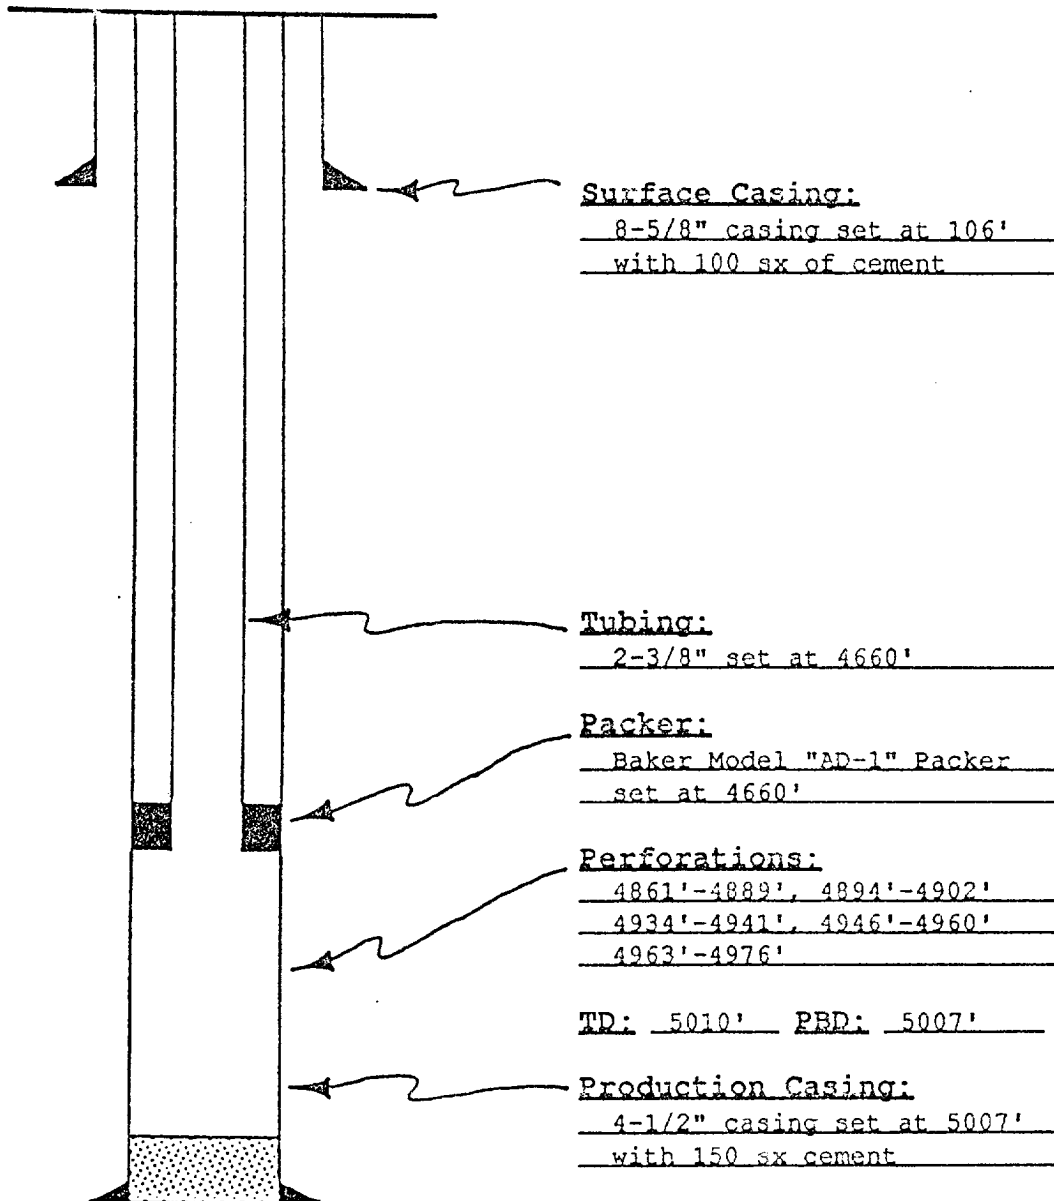 Surface Casing:
8-5/8" casing set at 106'
with 100 sx of cement
Tubing:
2-3/8" set at 4660'
Packer:
Baker Model "AD-1" Packer
set at 4660'
Perforations:
4861'-4889', 4894'-4902'
4934'-4941', 4946'-4960'
4963'-4976'
TD: 5010' PBD: 5007'
Production Casing:
4-1/2" casing set at 5007'
with 150 sx cement